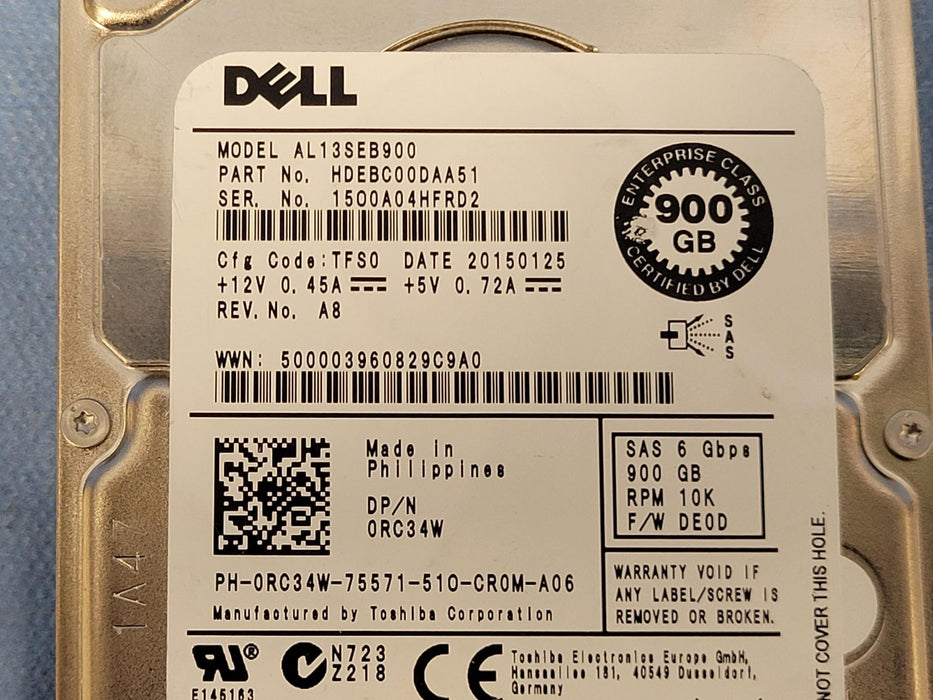 DELL
MODEL AL13SEB900
PART No. HDEBC00DAA51
SER. No. 1500A04HFRD2
Cfg Code:TFS0 DATE 20150125
+12V 0.45A +5V 0.72A
REV.No. A8
WWN: 500003960829C9A0
ENTERPRISE CLASS
900
GB
CERTIFIED BY DELL
SAS
Made in
Philippines
DP/N
0RC34W
SAS 6 Gbps
900 GB
RPM 10K
F/W DE0D
PH-0RC34W-75571-510-CR0M-A06
Manufactured by Toshiba Corporation
WARRANTY VOID IF
ANY LABEL/SCREW IS
REMOVED OR BROKEN.
OT COVER THIS HOLE.
1A47
RU®
E145163
N723
Z218
CE
Toshiba Electronics Europe GmbH,
Hansaallee 181, 40549 Dusseldorf,
Germany